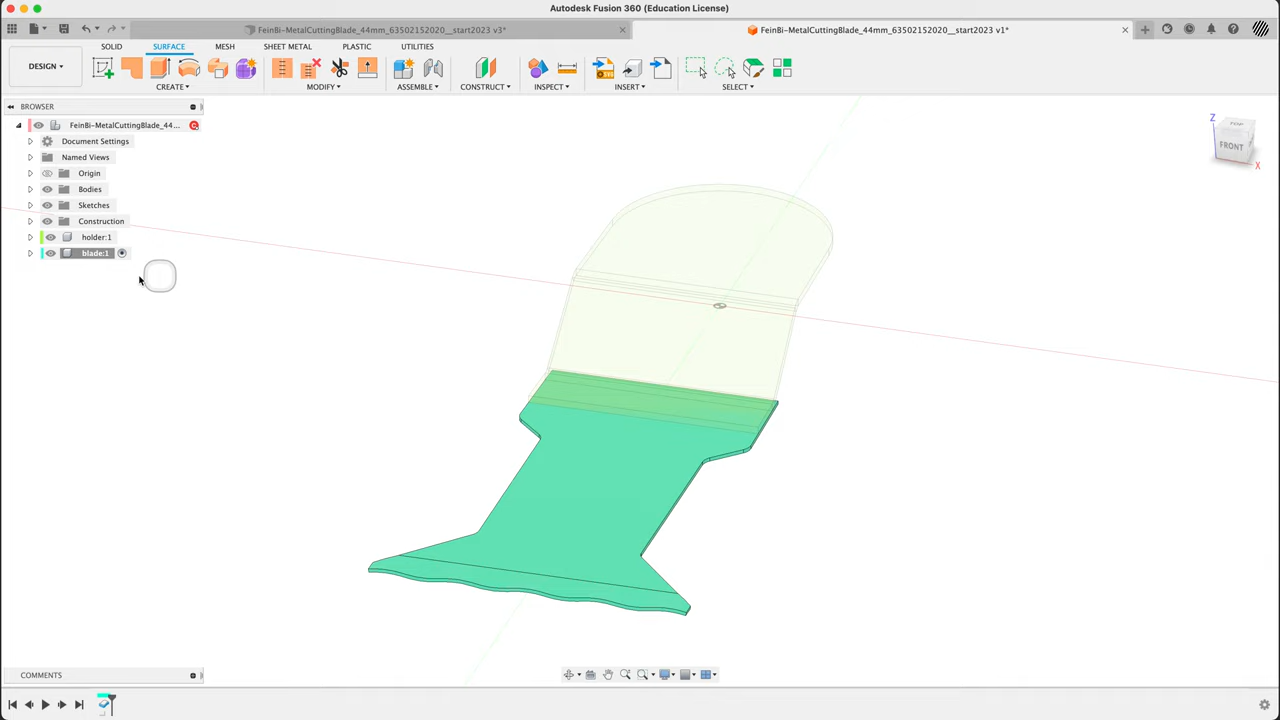 Autodesk Fusion 360 (Education License)
FeinBi-MetalCuttingBlade_44mm_63502152020__start2023 v3*
FeinBi-MetalCuttingBlade_44mm_63502152020__start2023 v1*
SOLID SURFACE MESH SHEET METAL PLASTIC UTILITIES
DESIGN
CREATE MODIFY ASSEMBLE CONSTRUCT INSPECT INSERT SELECT
BROWSER
FeinBi-MetalCuttingBlade_44...
Document Settings
Named Views
Origin
Bodies
Sketches
Construction
holder:1
blade:1
Z
TOP
FRONT
X
COMMENTS